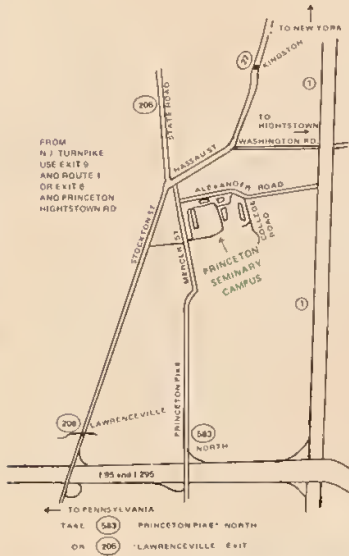 TO NEW YORK
27
KINGSTON
1
206
STATE ROAD
TO
HIGHTSTOWN
WASHINGTON RD.
NASSAU ST
FROM
N J TURNPIKE
USE EXIT 9
AND ROUTE 1
OR EXIT 8
AND PRINCETON
HIGHTSTOWN RD
ALEXANDER ROAD
COLLEGE
ROAD
STOCKTON ST
MERCER ST
PRINCETON
SEMINARY
CAMPUS
1
PRINCETON PIKE
206
LAWRENCEVILLE
583
NORTH
I 95 and I 295
TO PENNSYLVANIA
TAKE 583 PRINCETON PIKE" NORTH
OR 206 "LAWRENCEVILLE EXIT